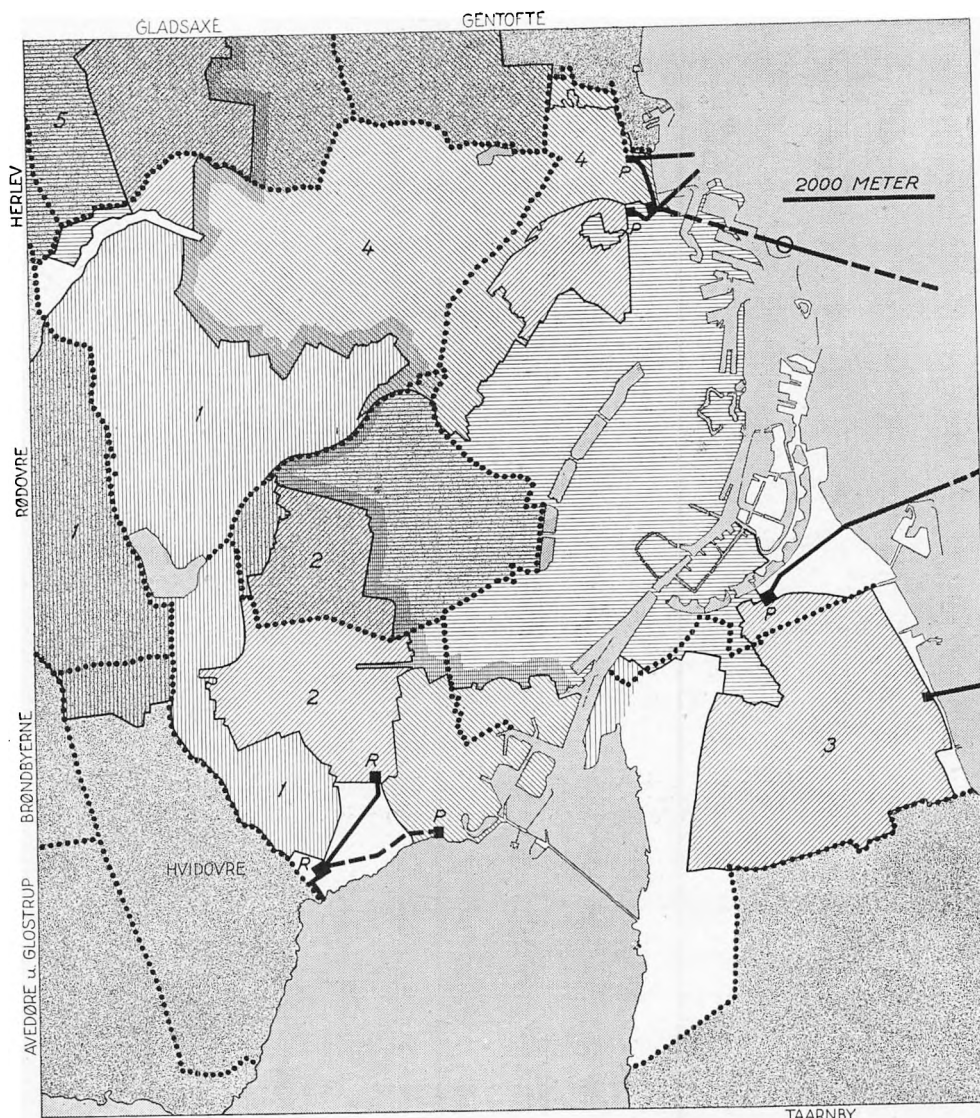 GLADSAXE
GENTOFTE
5
4
P
HERLEV
4
2000 METER
P
1
RØDOVRE
1
2
P
2
3
BRØNDBYERNE
R
1
P
R
HVIDOVRE
AVEDØRE u. GLOSTRUP
TAARNBY